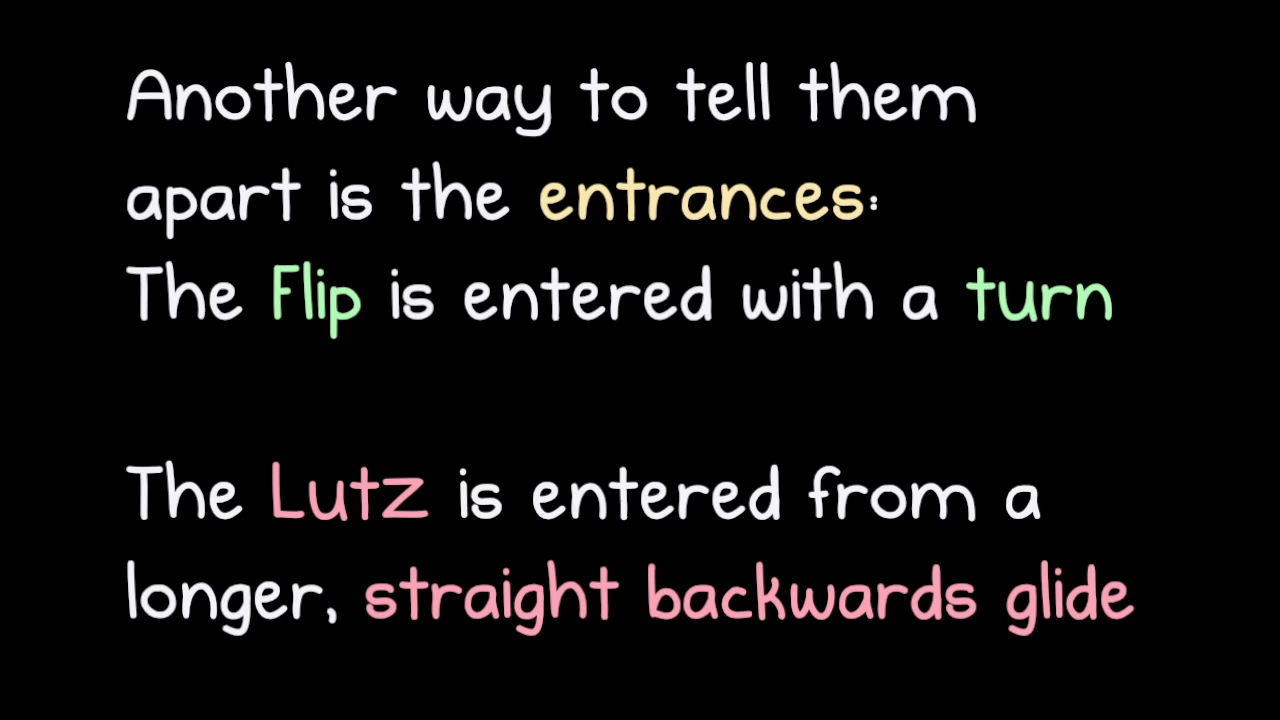 Another way to tell them
apart is the entrances:
The Flip is entered with a turn
The Lutz is entered from a
longer, straight backwards glide